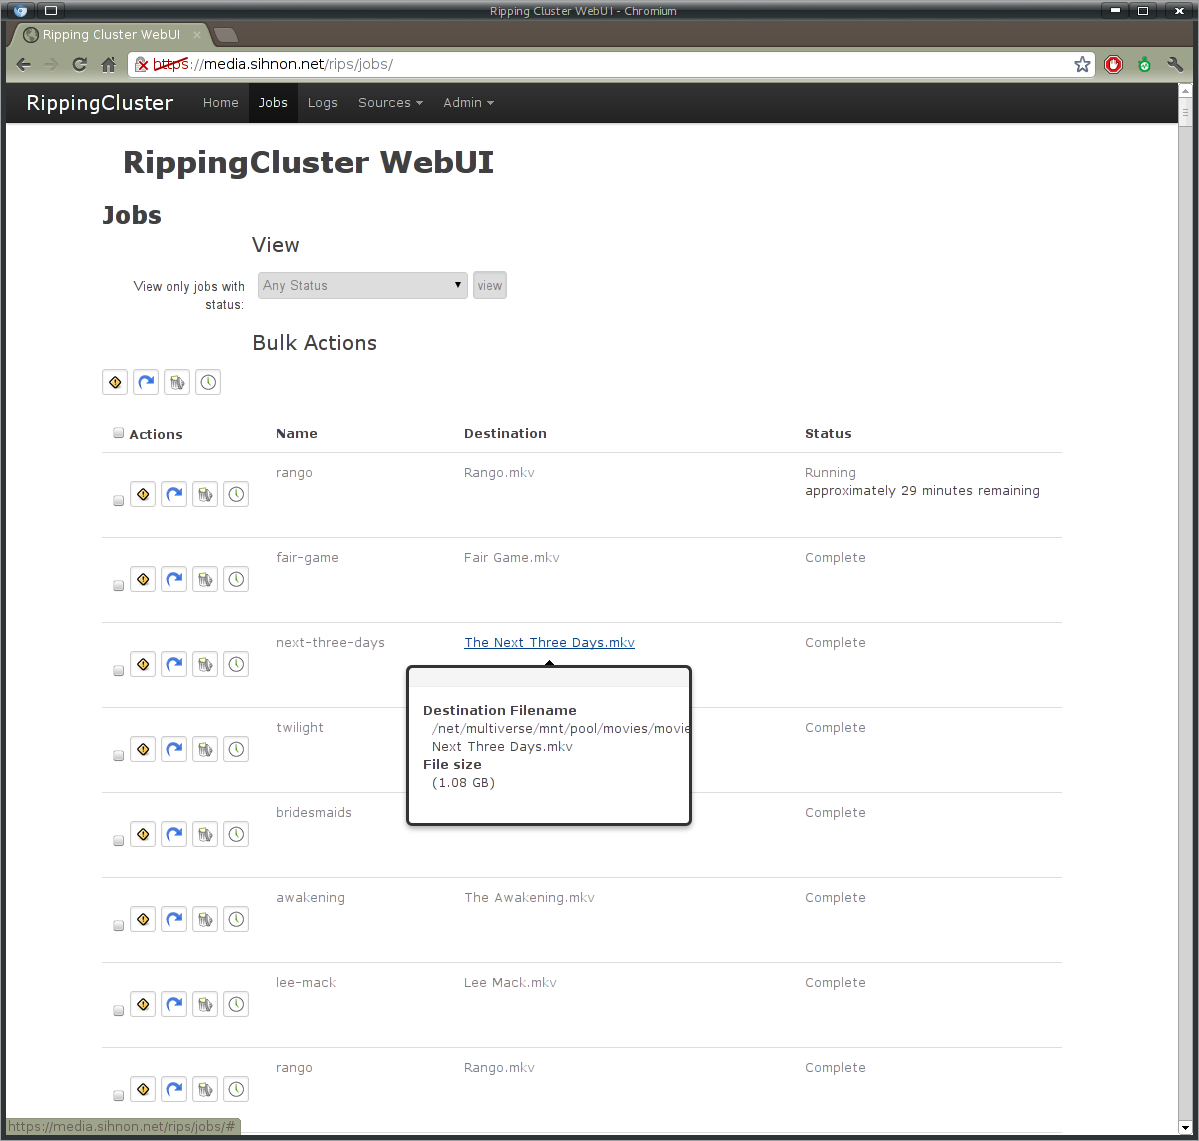 Ripping Cluster WebUI - Chromium
Ripping Cluster WebUI
https://media.sihnon.net/rips/jobs/
RippingCluster Home Jobs Logs Sources Admin
RippingCluster WebUI
Jobs
View
View only jobs with Any Status view
status:
Bulk Actions
Actions Name Destination Status
rango Rango.mkv Running
approximately 29 minutes remaining
fair-game Fair Game.mkv Complete
next-three-days The Next Three Days.mkv Complete
Destination Filename
/net/multiverse/mnt/pool/movies/movie
Next Three Days.mkv
File size
(1.08 GB)
twilight Complete
bridesmaids Complete
awakening The Awakening.mkv Complete
lee-mack Lee Mack.mkv Complete
rango Rango.mkv Complete
https://media.sihnon.net/rips/jobs/#